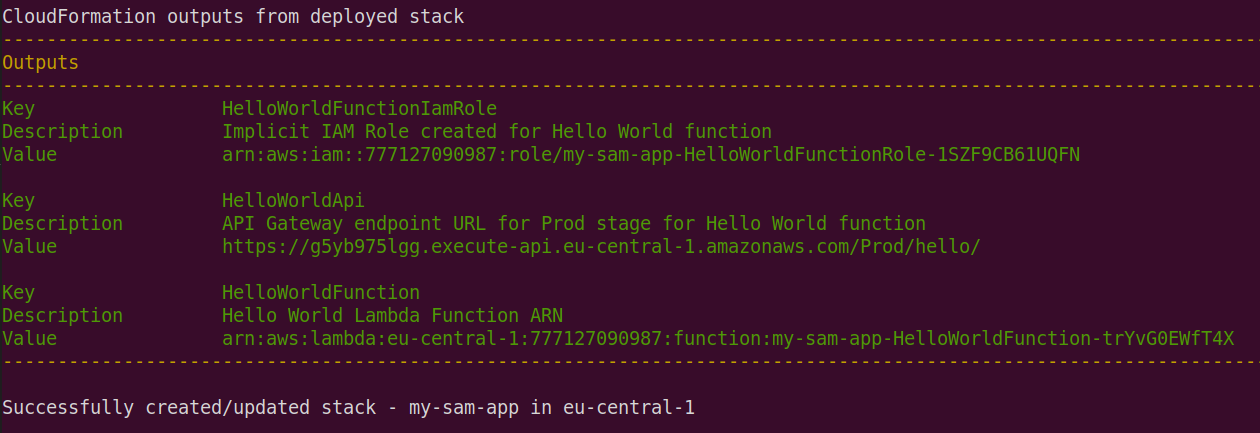 CloudFormation outputs from deployed stack
--------------------------------------------------------------------------------------------------------------------
Outputs
--------------------------------------------------------------------------------------------------------------------
Key                 HelloWorldFunctionIamRole
Description         Implicit IAM Role created for Hello World function
Value               arn:aws:iam::777127090987:role/my-sam-app-HelloWorldFunctionRole-1SZF9CB61UQFN

Key                 HelloWorldApi
Description         API Gateway endpoint URL for Prod stage for Hello World function
Value               https://g5yb975lgg.execute-api.eu-central-1.amazonaws.com/Prod/hello/

Key                 HelloWorldFunction
Description         Hello World Lambda Function ARN
Value               arn:aws:lambda:eu-central-1:777127090987:function:my-sam-app-HelloWorldFunction-trYvG0EWfT4X
--------------------------------------------------------------------------------------------------------------------

Successfully created/updated stack - my-sam-app in eu-central-1